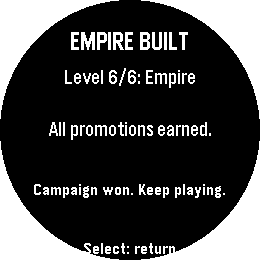 EMPIRE BUILT
Level 6/6: Empire
All promotions earned.
Campaign won. Keep playing.
Select: return